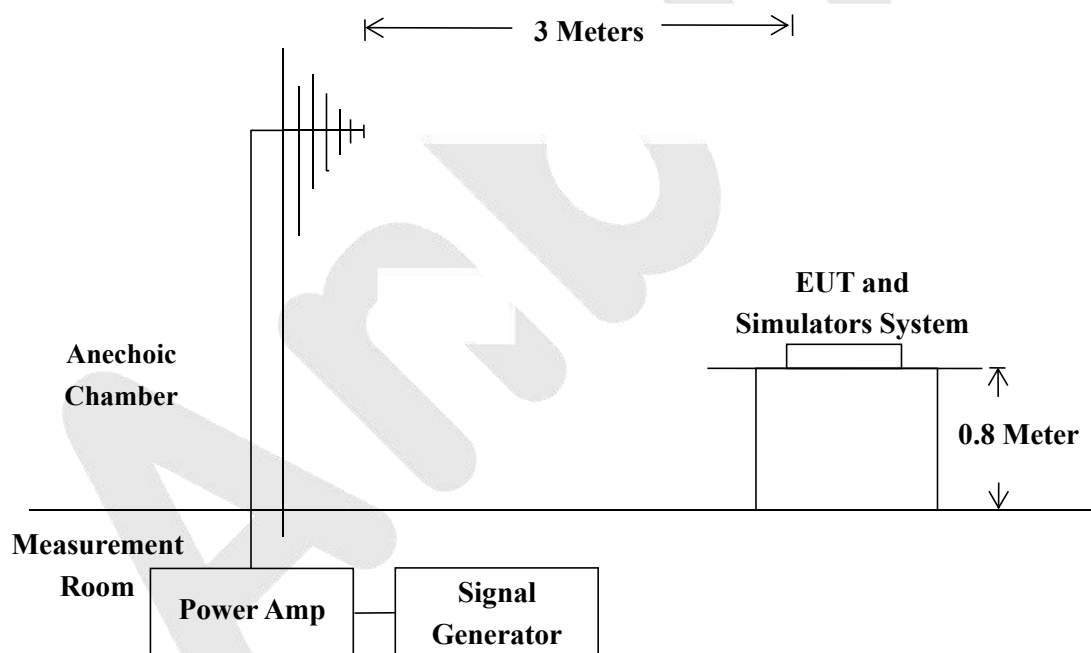 3 Meters
EUT and
Simulators System
Anechoic
Chamber
0.8 Meter
Measurement
Room
Power Amp
Signal
Generator